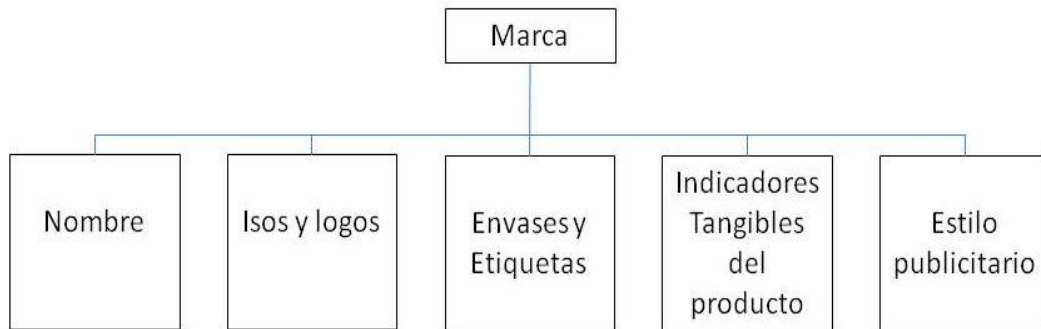 Marca
Nombre
Isos y logos
Envases y
Etiquetas
Indicadores
Tangibles
del
producto
Estilo
publicitario